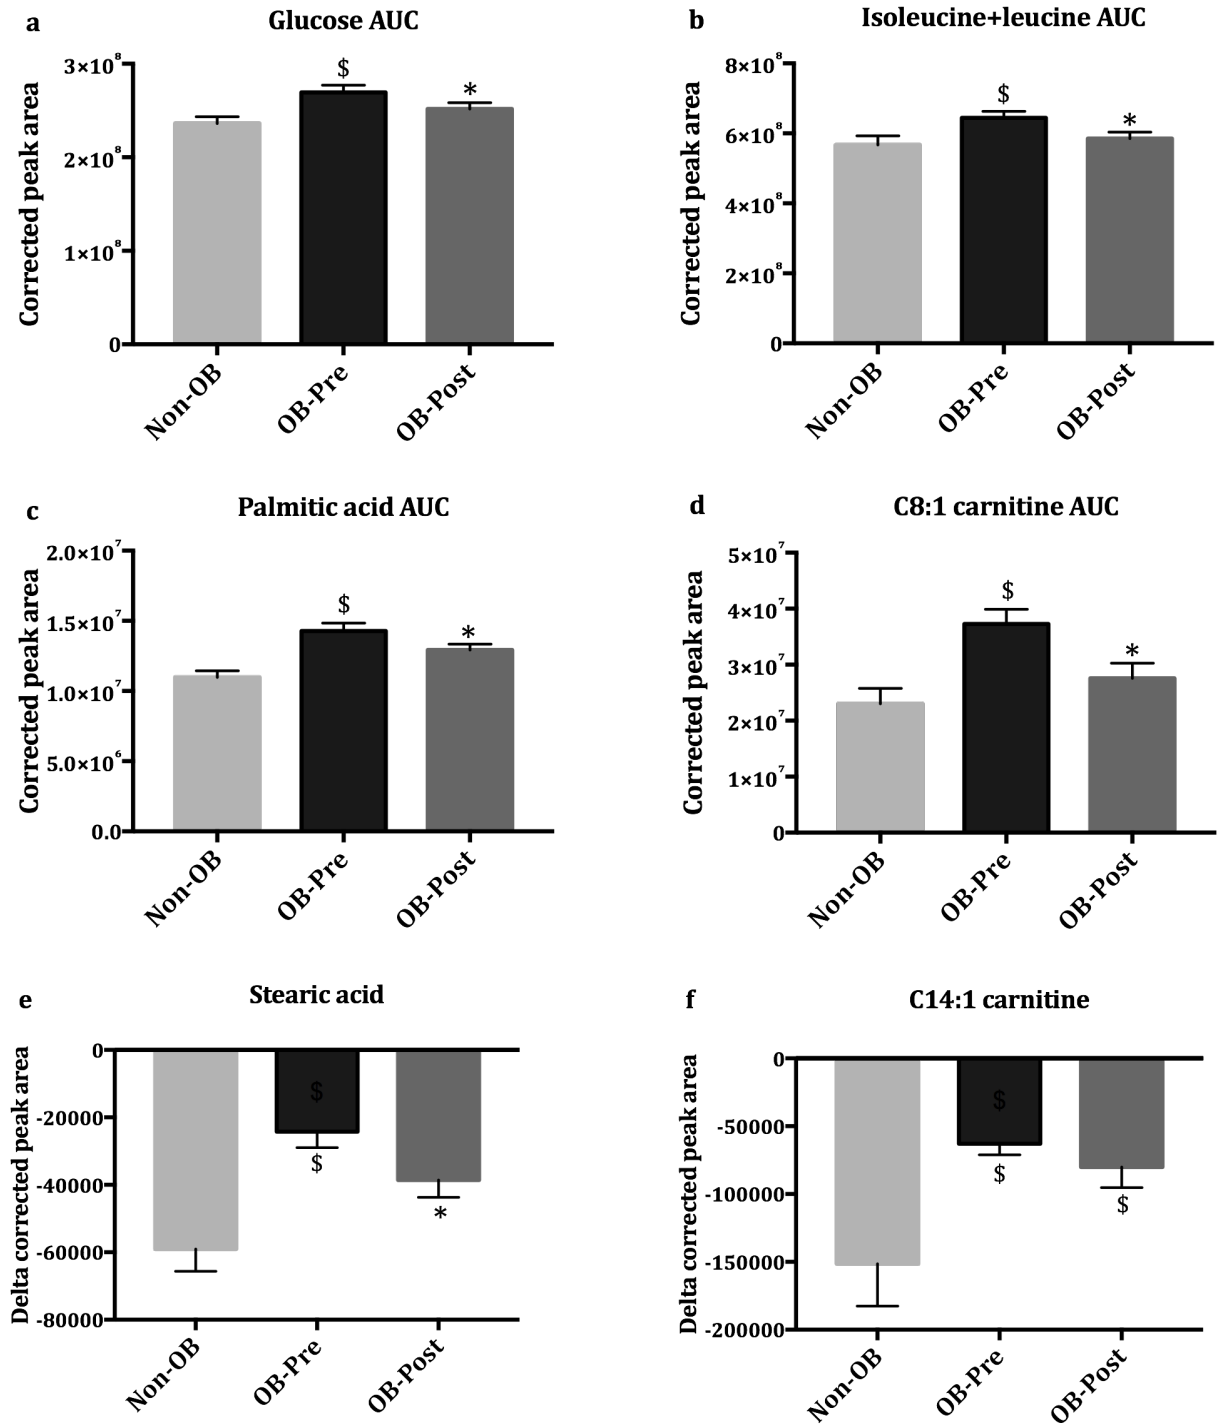 a
Glucose AUC
Corrected peak area
3×10⁸
2×10⁸
1×10⁸
0
$
*
Non-OB
OB-Pre
OB-Post
b
Isoleucine+leucine AUC
Corrected peak area
8×10⁸
6×10⁸
4×10⁸
2×10⁸
0
$
*
Non-OB
OB-Pre
OB-Post
c
Palmitic acid AUC
Corrected peak area
2.0×10⁷
1.5×10⁷
1.0×10⁷
5.0×10⁶
0.0
$
*
Non-OB
OB-Pre
OB-Post
d
C8:1 carnitine AUC
Corrected peak area
5×10⁷
4×10⁷
3×10⁷
2×10⁷
1×10⁷
0
$
*
Non-OB
OB-Pre
OB-Post
e
Stearic acid
Delta corrected peak area
0
-20000
-40000
-60000
-80000
$
$
*
Non-OB
OB-Pre
OB-Post
f
C14:1 carnitine
Delta corrected peak area
0
-50000
-100000
-150000
-200000
$
$
$
Non-OB
OB-Pre
OB-Post